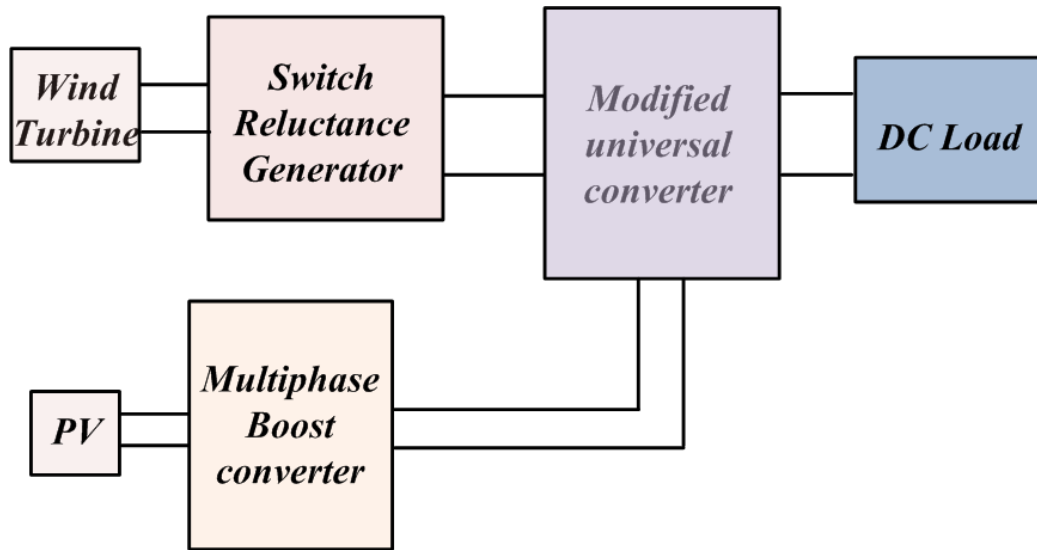 Wind
Turbine
Switch
Reluctance
Generator
Modified
universal
converter
DC Load
PV
Multiphase
Boost
converter